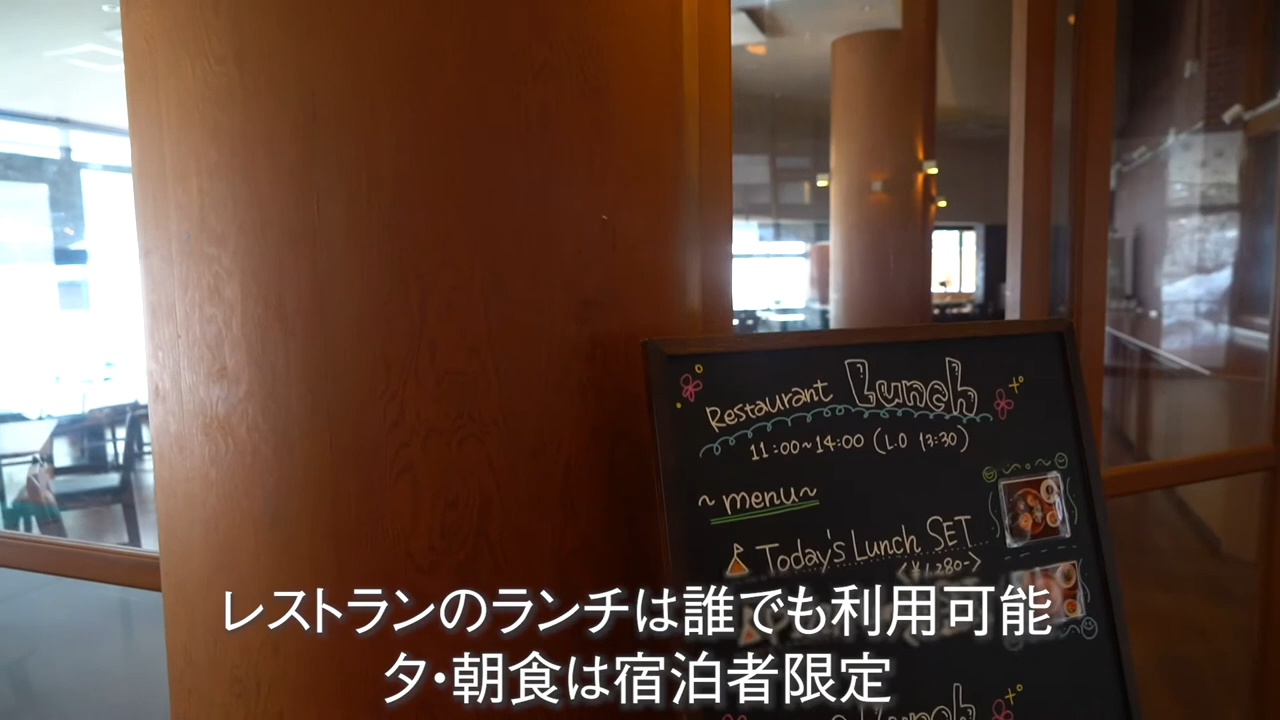 Restaurant Lunch
11:00~14:00 (L.O 13:30)
~menu~
Today's Lunch SET
<¥1,280->
レストランのランチは誰でも利用可能
夕・朝食は宿泊者限定
Lunch